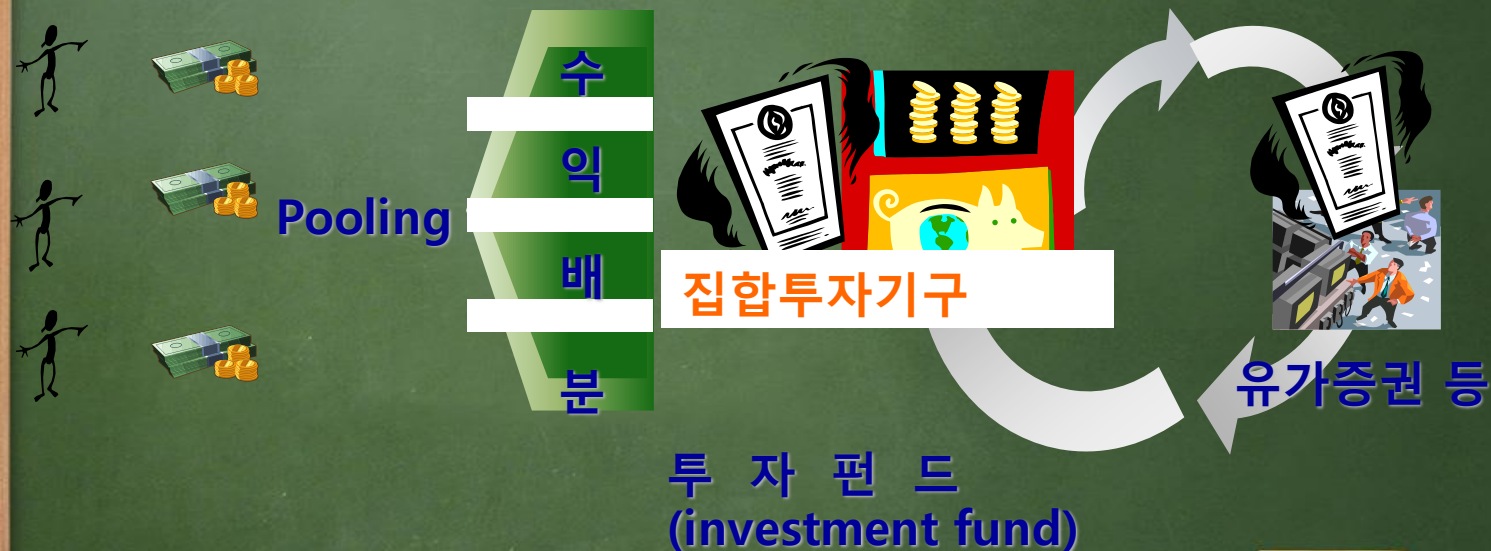 Pooling
수
익
배
분
집합투자기구
유가증권 등
투 자 펀 드
(investment fund)